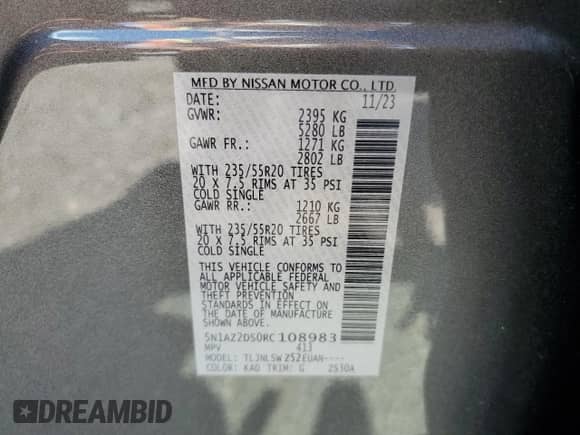 MFD BY NISSAN MOTOR CO., LTD.
DATE: 11/23
GVWR: 2395 KG
5280 LB
GAWR FR.: 1271 KG
2802 LB
WITH 235/55R20 TIRES
20 X 7.5 RIMS AT 35 PSI
COLD SINGLE
GAWR RR.: 1210 KG
2667 LB
WITH 235/55R20 TIRES
20 X 7.5 RIMS AT 35 PSI
COLD SINGLE
THIS VEHICLE CONFORMS TO
ALL APPLICABLE FEDERAL
MOTOR VEHICLE SAFETY AND
THEFT PREVENTION
STANDARDS IN EFFECT ON
THE DATE OF MANUFACTURE
SHOWN ABOVE.
5N1AZ2DS0RC108983
MPV 413
MODEL: TLJNLSWZS2EUAN----
COLOR: KAD TRIM: G 2S30A
DREAMBID